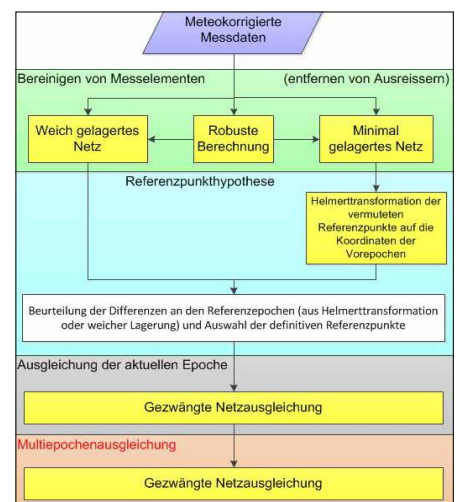 Meteokorrigierte
Messdaten
Bereinigen von Messelementen (entfernen von Ausreissern)
Weich gelagertes
Netz
Robuste
Berechnung
Minimal
gelagertes Netz
Referenzpunkthypothese
Helmerttransformation der
vermuteten
Referenzpunkte auf die
Koordinaten der
Vorepochen
Beurteilung der Differenzen an den Referenzepochen (aus Helmerttransformation
oder weicher Lagerung) und Auswahl der definitiven Referenzpunkte
Ausgleichung der aktuellen Epoche
Gezwängte Netzausgleichung
Multiepochenausgleichung
Gezwängte Netzausgleichung